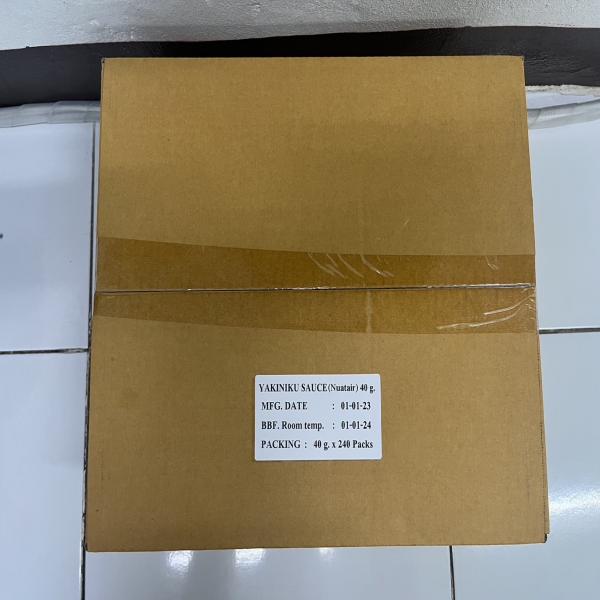 YAKINIKU SAUCE (Nuatair) 40 g.
MFG. DATE : 01-01-23
BBF. Room temp. : 01-01-24
PACKING : 40 g. x 240 Packs